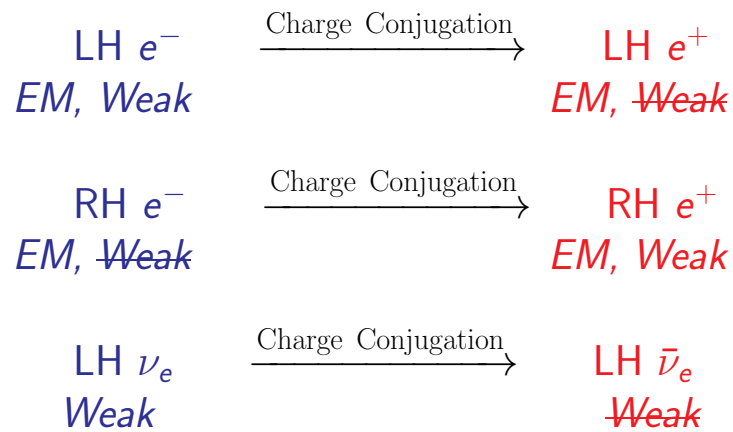 Charge Conjugation
LH e⁻ LH e⁺
EM, Weak EM, ~~Weak~~
Charge Conjugation
RH e⁻ RH e⁺
EM, ~~Weak~~ EM, Weak
Charge Conjugation
LH νₑ LH ν̄ₑ
Weak ~~Weak~~